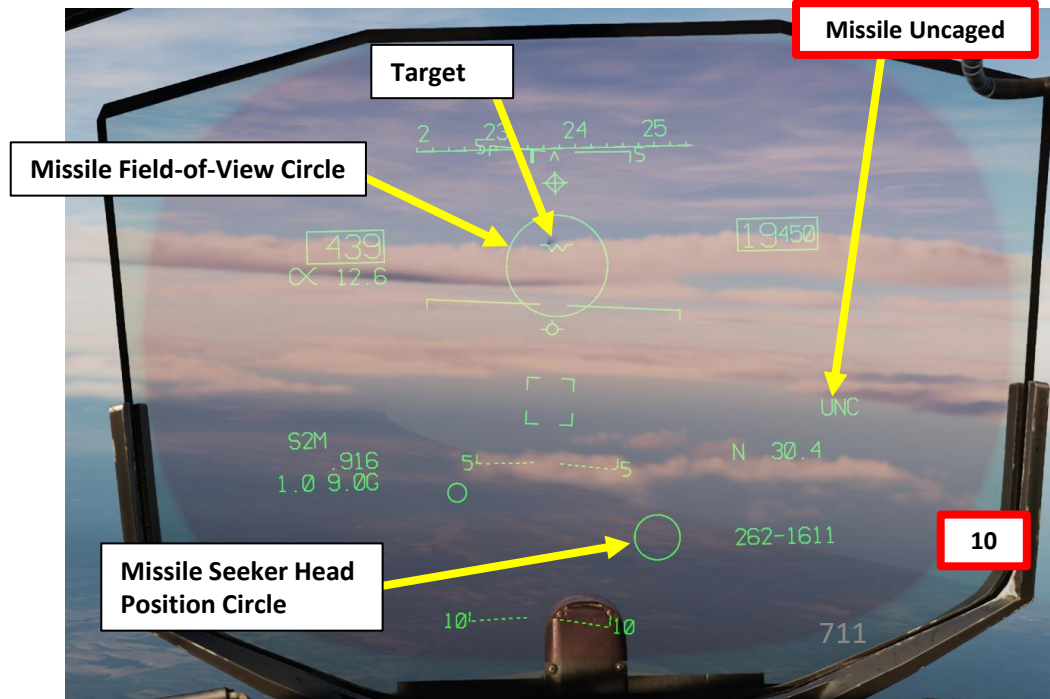 Missile Uncaged
Target
Missile Field-of-View Circle
2 23 24 25
5 5
439
19450
α 12.6
UNC
S2M
.916
1.0 9.0G
5 5
N 30.4
262-1611
10
Missile Seeker Head
Position Circle
10 10
711